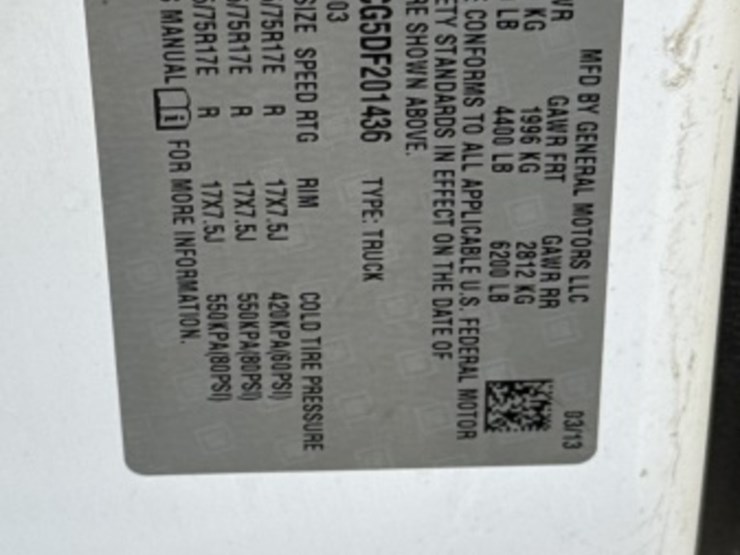 MFD BY GENERAL MOTORS LLC 03/13
GAWR FRT GAWR RR
KG 1996 KG 2812 KG
LB 4400 LB 6200 LB
CONFORMS TO ALL APPLICABLE U.S. FEDERAL MOTOR
ETY STANDARDS IN EFFECT ON THE DATE OF
RE SHOWN ABOVE.
CG5DF201436 TYPE: TRUCK
03
SIZE SPEED RTG RIM COLD TIRE PRESSURE
/75R17E R 17X7.5J 420KPA(60PSI)
/75R17E R 17X7.5J 550KPA(80PSI)
/75R17E R 17X7.5J 550KPA(80PSI)
MANUAL FOR MORE INFORMATION.